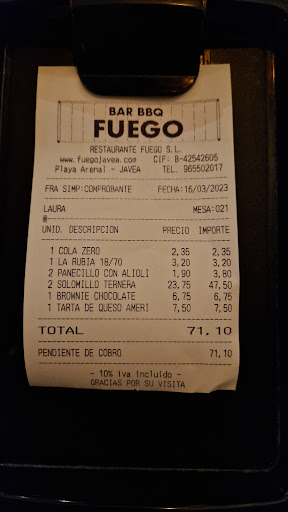 BAR BBQ
FUEGO
RESTAURANTE FUEGO S.L.
www.fuegojavea.com CIF: B-42542605
Playa Arenal - JAVEA TEL. 965502017
FRA SIMP:COMPROBANTE FECHA:16/03/2023
LAURA MESA:021
@
UNID. DESCRIPCION PRECIO IMPORTE
1 COLA ZERO 2,35 2,35
1 LA RUBIA 18/70 3,20 3,20
2 PANECILLO CON ALIOLI 1,90 3,80
2 SOLOMILLO TERNERA 23,75 47,50
1 BROWNIE CHOCOLATE 6,75 6,75
1 TARTA DE QUESO AMERI 7,50 7,50
TOTAL 71,10
PENDIENTE DE COBRO 71,10
- 10% iva incluido -
GRACIAS POR SU VISITA